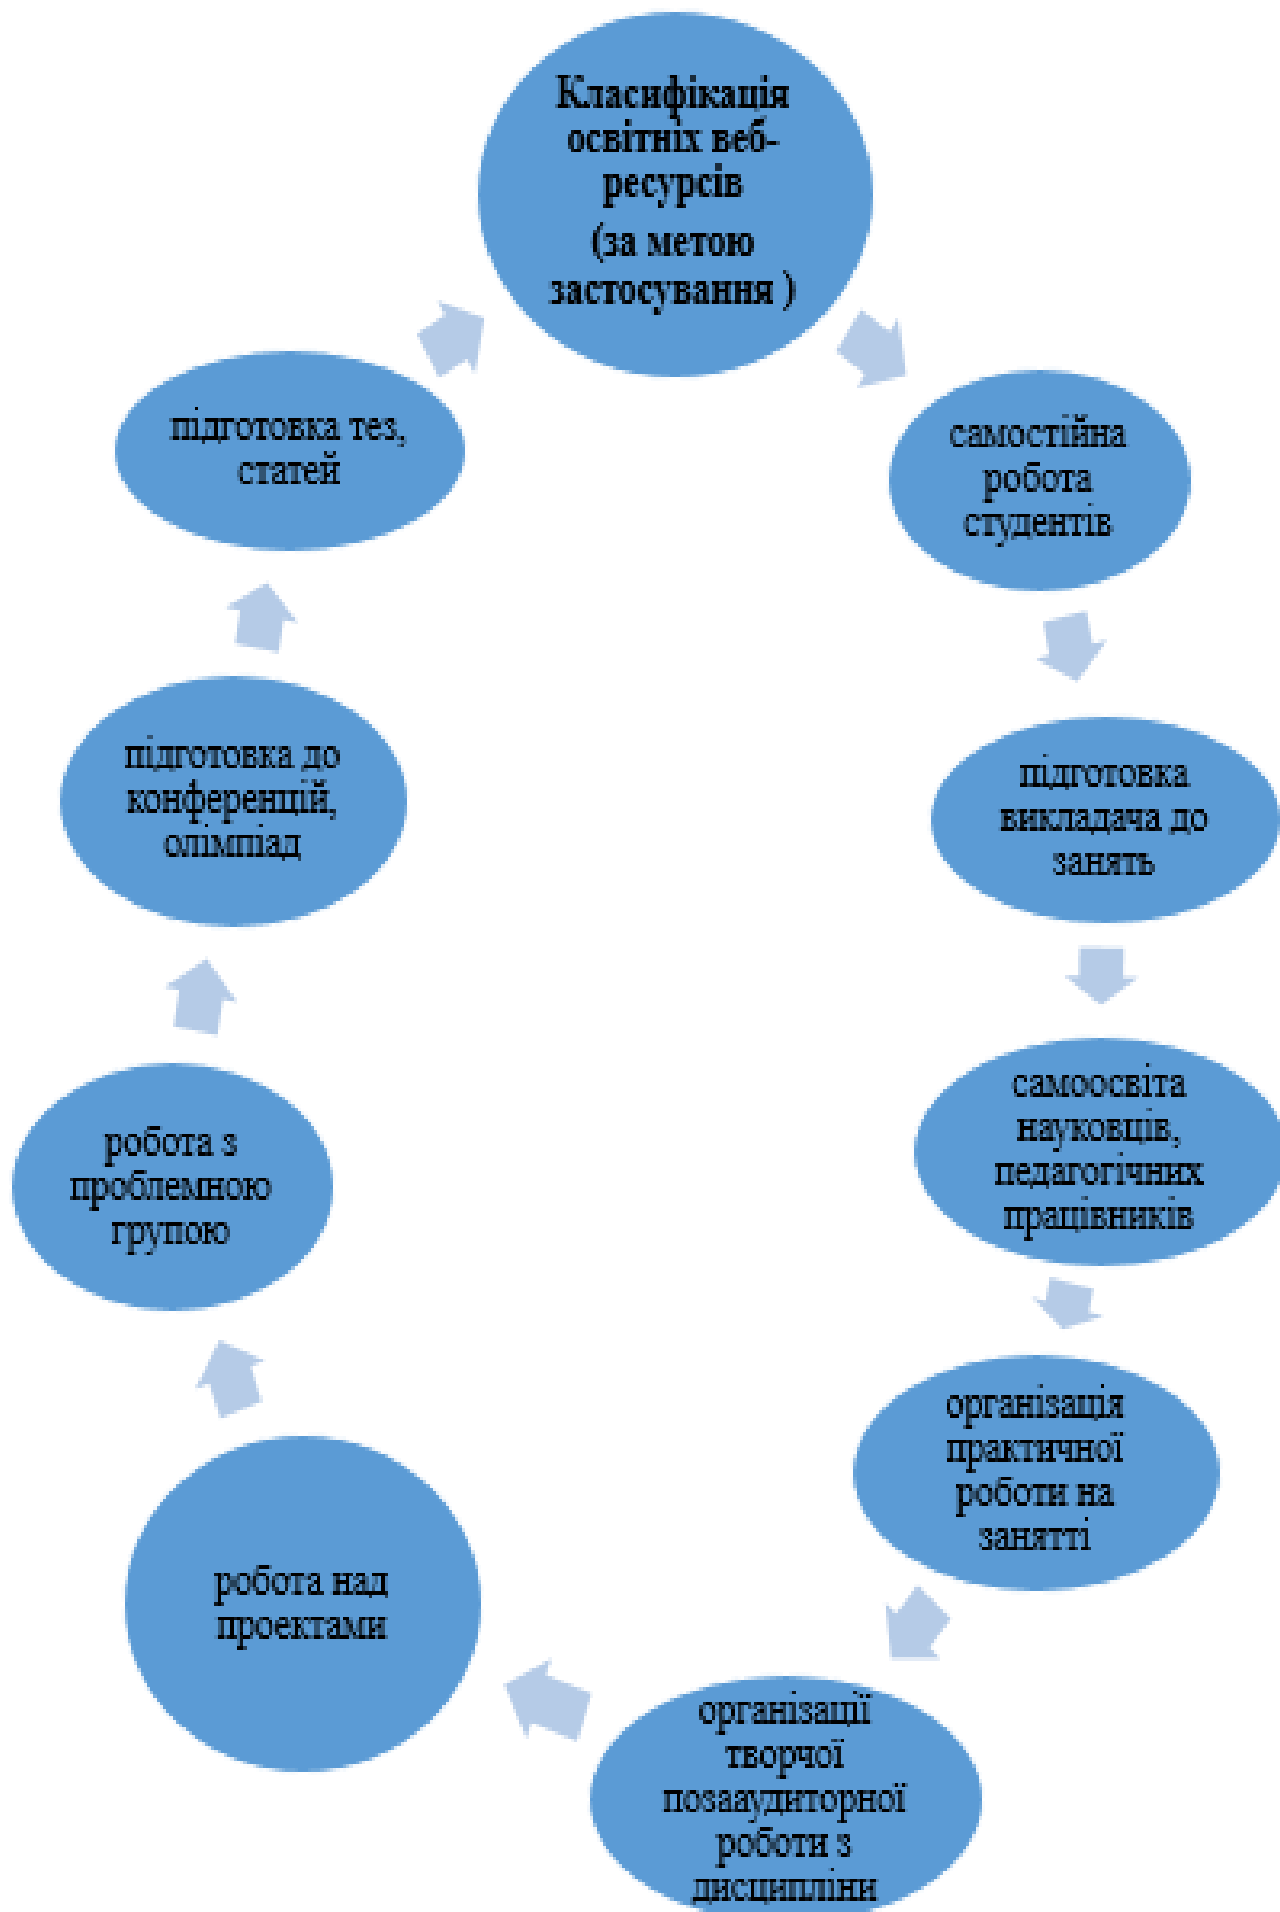 Класифікація
освітніх веб-
ресурсів
(за метою
застосування )
самостійна
робота
студентів
підготовка
викладача до
занять
самоосвіта
науковців,
педагогічних
працівників
організація
практичної
роботи на
занятті
організації
творчої
позааудиторної
роботи з
дисципліни
робота над
проектами
робота з
проблемною
групою
підготовка до
конференцій,
олімпіад
підготовка тез,
статей